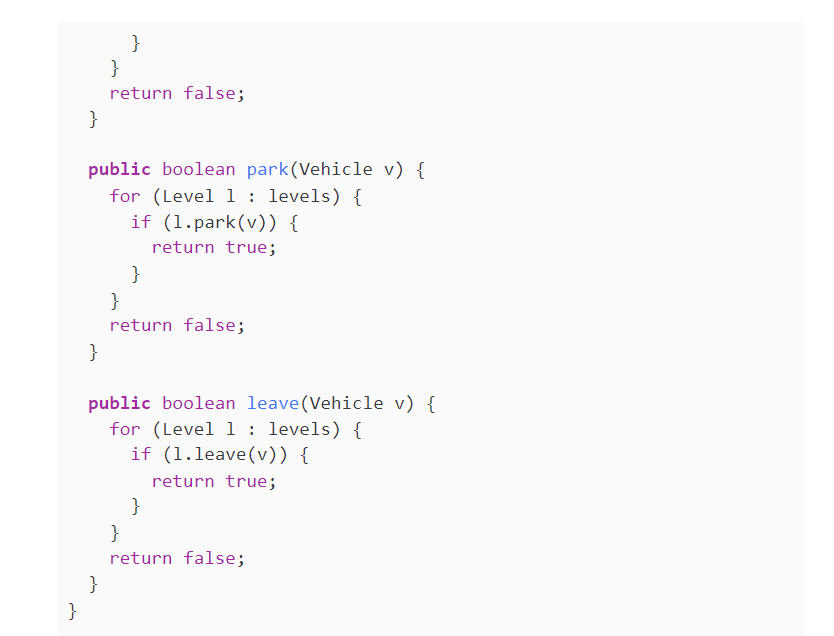 }
    }
    return false;
  }

  public boolean park(Vehicle v) {
    for (Level l : levels) {
      if (l.park(v)) {
        return true;
      }
    }
    return false;
  }

  public boolean leave(Vehicle v) {
    for (Level l : levels) {
      if (l.leave(v)) {
        return true;
      }
    }
    return false;
  }
}